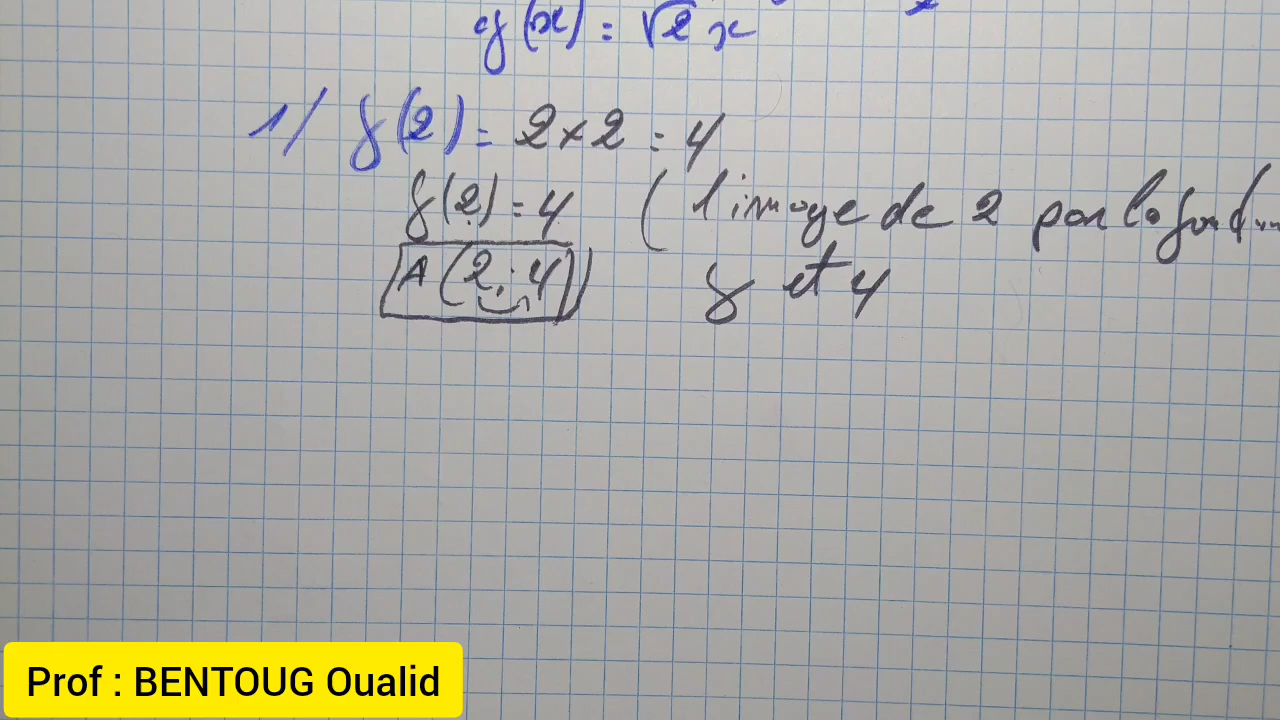 g(x) = √2 x
1/ f(2) = 2×2 = 4
f(2) = 4 ( l'image de 2 par la fonct...
A(2; 4) f et 4
Prof : BENTOUG Oualid